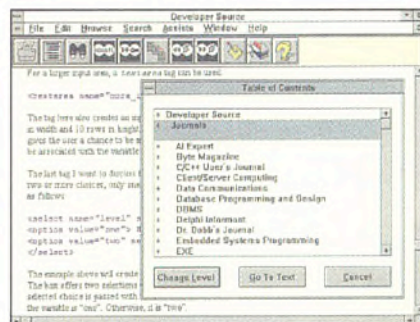 Developer Source
File Edit Browse Search Assists Window Help
For a larger input area, a textarea tag can be used.
<textarea name="more_
The tag here also creates an inp
in width and 10 rows in height.
gives the user a chance to be m
be associated with the variable
The last tag I want to discuss i
two or more choices, only one
as follows
<select name="level"
<option value="one">
<option value="two"
</select>
The example above will create
The box offers two selections
selected choice is passed with
the variable is "one". Otherwise, it is "two".
Table of Contents
Developer Source
Journals
AI Expert
Byte Magazine
C/C++ User's Journal
Client/Server Computing
Data Communications
Database Programming and Design
DBMS
Delphi Informant
Dr. Dobb's Journal
Embedded Systems Programming
EXE
Change Level
Go To Text
Cancel